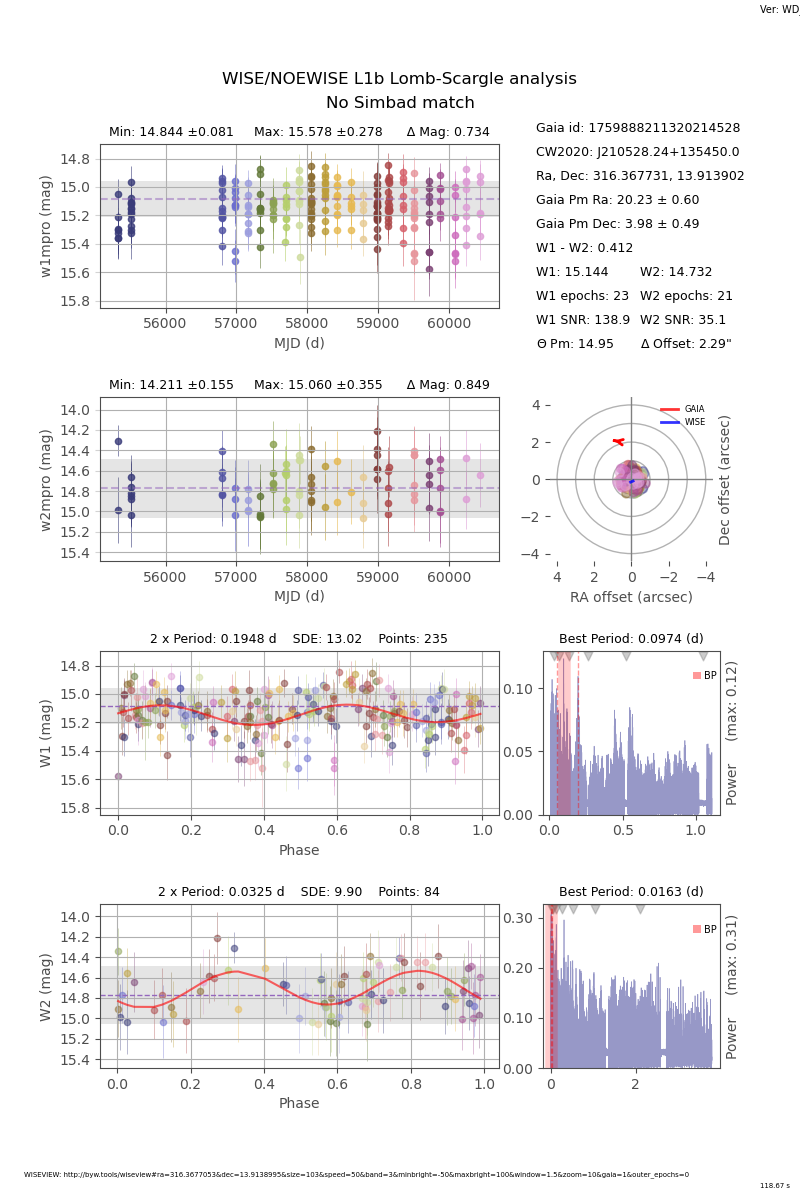 Ver: WD_
WISE/NOEWISE L1b Lomb-Scargle analysis
No Simbad match
Min: 14.844 ±0.081 Max: 15.578 ±0.278 Δ Mag: 0.734
14.8
15.0
15.2
15.4
15.6
15.8
w1mpro (mag)
56000 57000 58000 59000 60000
MJD (d)
Gaia id: 1759888211320214528
CW2020: J210528.24+135450.0
Ra, Dec: 316.367731, 13.913902
Gaia Pm Ra: 20.23 ± 0.60
Gaia Pm Dec: 3.98 ± 0.49
W1 - W2: 0.412
W1: 15.144 W2: 14.732
W1 epochs: 23 W2 epochs: 21
W1 SNR: 138.9 W2 SNR: 35.1
Θ Pm: 14.95 Δ Offset: 2.29"
Min: 14.211 ±0.155 Max: 15.060 ±0.355 Δ Mag: 0.849
14.0
14.2
14.4
14.6
14.8
15.0
15.2
15.4
w2mpro (mag)
56000 57000 58000 59000 60000
MJD (d)
GAIA
WISE
4
2
0
−2
−4
4 2 0 −2 −4
RA offset (arcsec)
Dec offset (arcsec)
2 x Period: 0.1948 d SDE: 13.02 Points: 235
14.8
15.0
15.2
15.4
15.6
15.8
W1 (mag)
0.0 0.2 0.4 0.6 0.8 1.0
Phase
Best Period: 0.0974 (d)
BP
0.10
0.05
0.00
0.0 0.5 1.0
Power (max: 0.12)
2 x Period: 0.0325 d SDE: 9.90 Points: 84
14.0
14.2
14.4
14.6
14.8
15.0
15.2
15.4
W2 (mag)
0.0 0.2 0.4 0.6 0.8 1.0
Phase
Best Period: 0.0163 (d)
BP
0.30
0.20
0.10
0.00
0 2
Power (max: 0.31)
WISEVIEW: http://byw.tools/wiseview#ra=316.3677053&dec=13.9138995&size=103&speed=50&band=3&minbright=-50&maxbright=100&window=1.5&zoom=10&gaia=1&outer_epochs=0
118.67 s